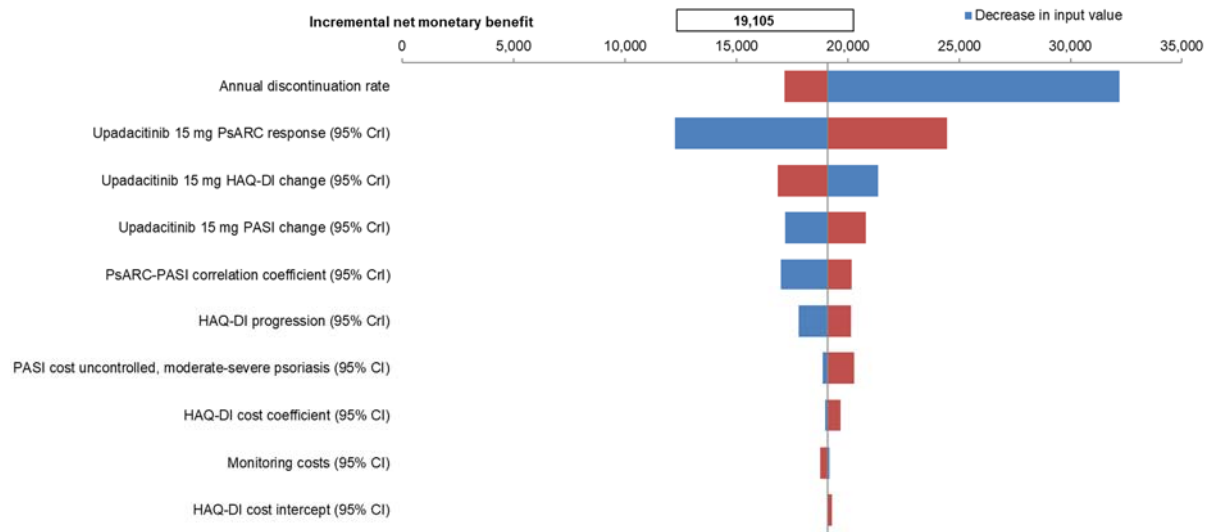 Incremental net monetary benefit
19,105
Decrease in input value
0 5,000 10,000 15,000 20,000 25,000 30,000 35,000
Annual discontinuation rate
Upadacitinib 15 mg PsARC response (95% CrI)
Upadacitinib 15 mg HAQ-DI change (95% CrI)
Upadacitinib 15 mg PASI change (95% CrI)
PsARC-PASI correlation coefficient (95% CrI)
HAQ-DI progression (95% CrI)
PASI cost uncontrolled, moderate-severe psoriasis (95% CI)
HAQ-DI cost coefficient (95% CI)
Monitoring costs (95% CI)
HAQ-DI cost intercept (95% CI)